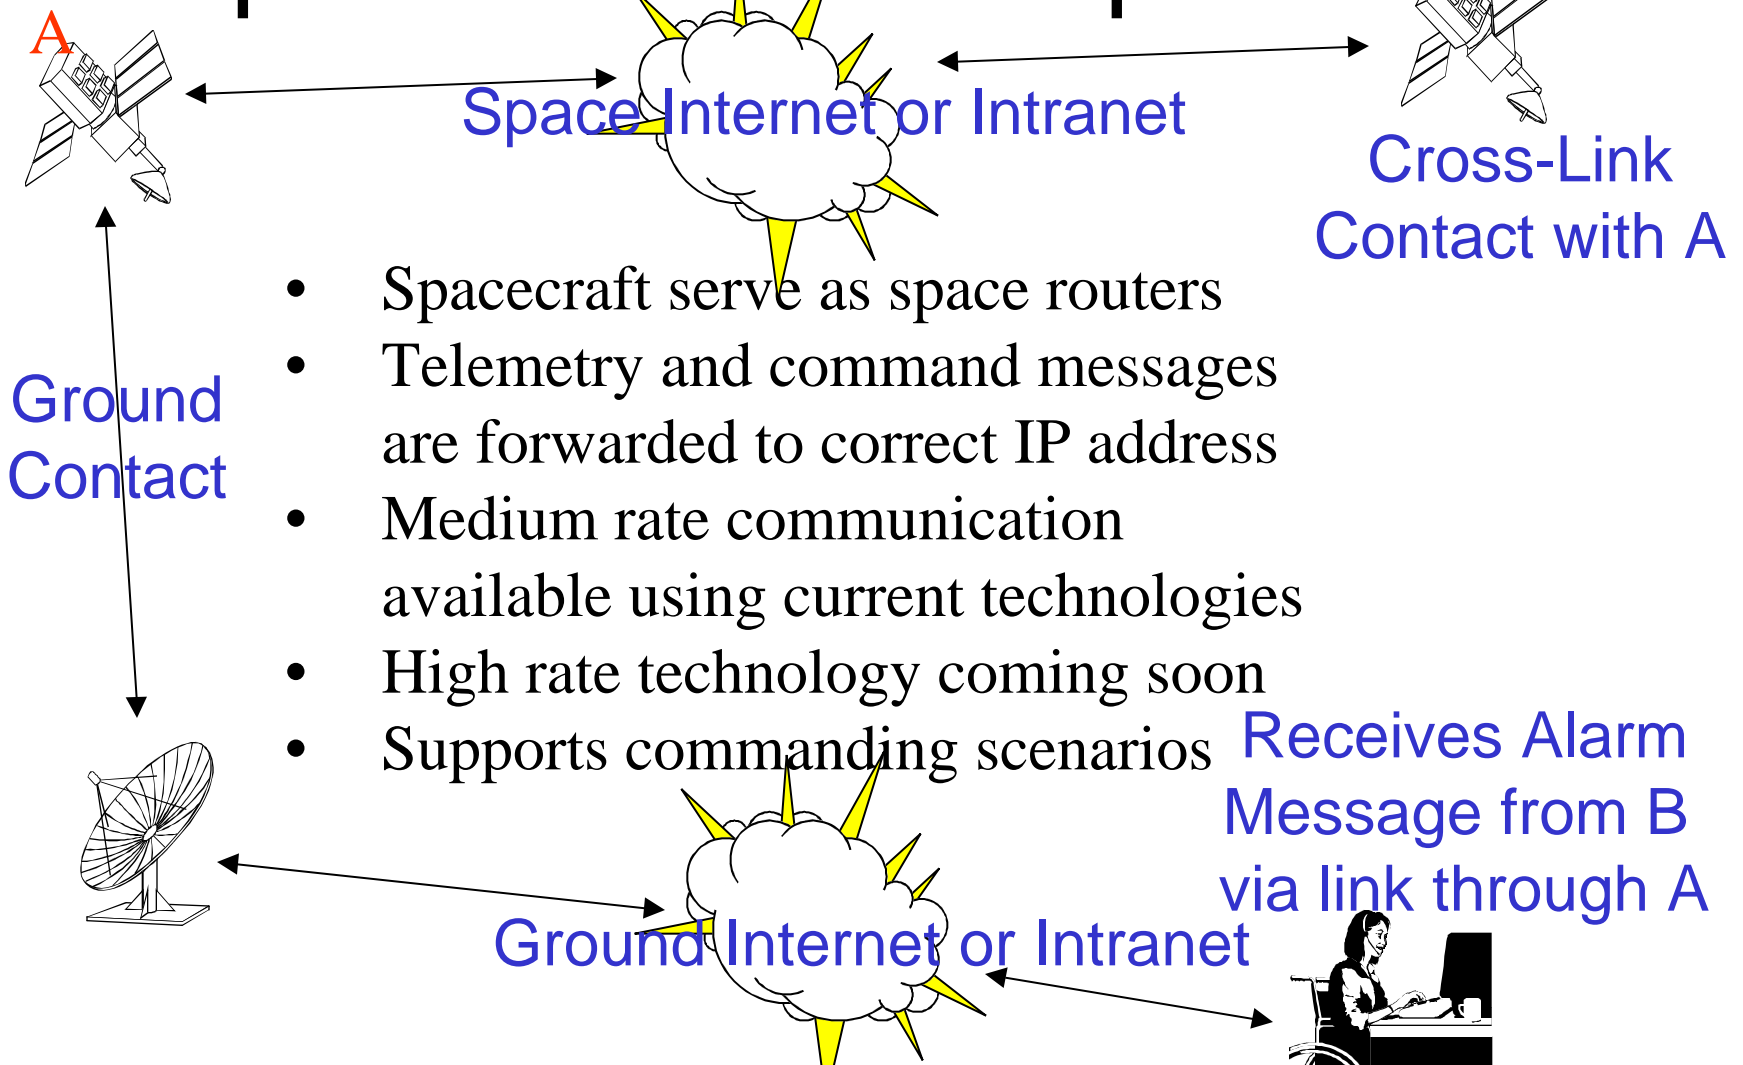 A
Space Internet or Intranet
Cross-Link
Contact with A
• Spacecraft serve as space routers
• Telemetry and command messages
are forwarded to correct IP address
• Medium rate communication
available using current technologies
• High rate technology coming soon
• Supports commanding scenarios
Ground
Contact
Receives Alarm
Message from B
via link through A
Ground Internet or Intranet